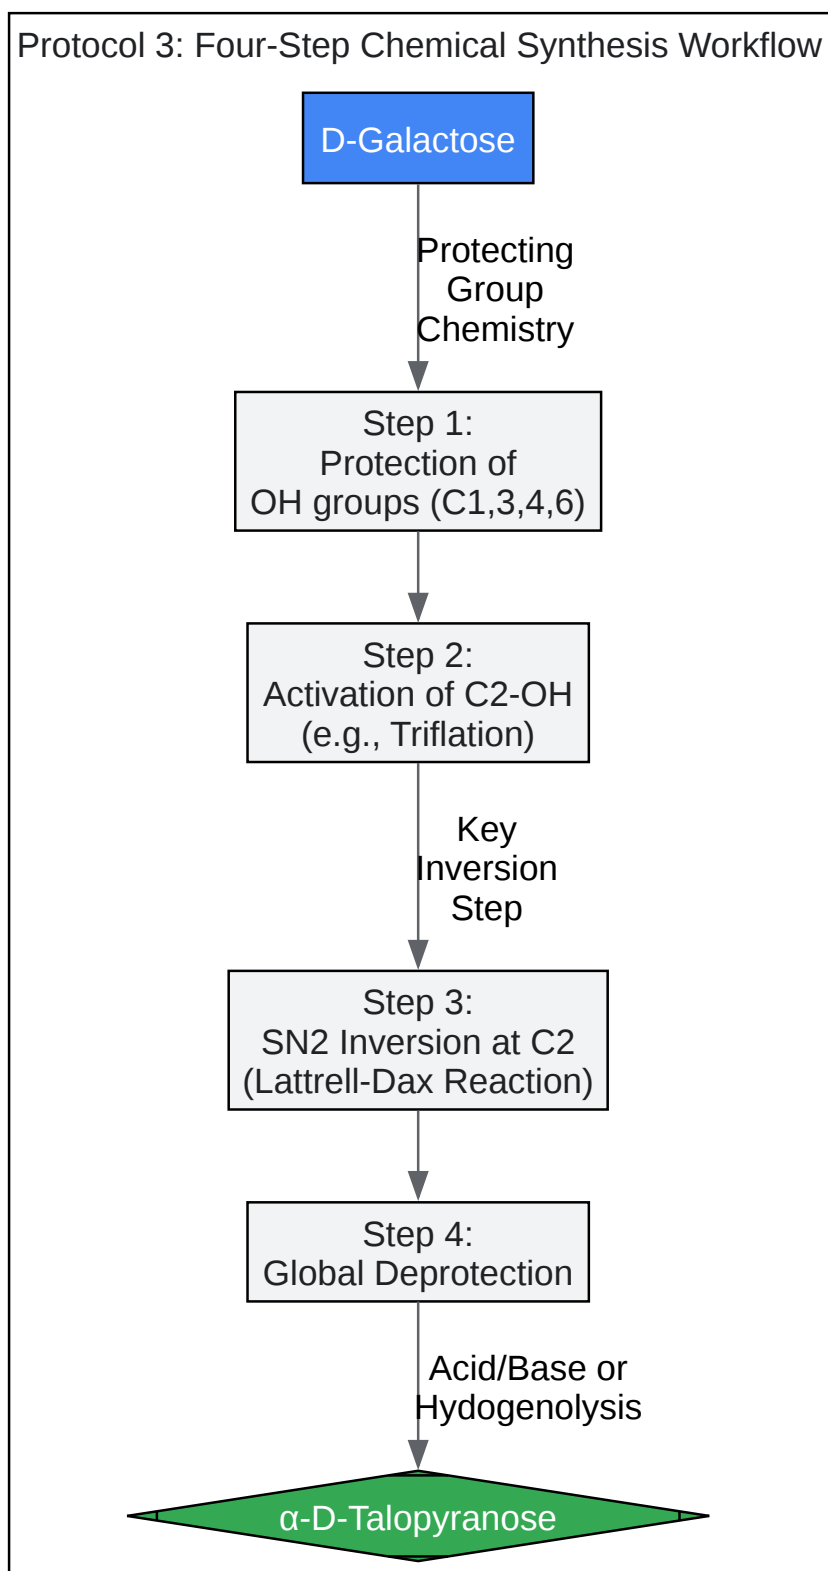 Protocol 3: Four-Step Chemical Synthesis Workflow
D-Galactose
Protecting
Group
Chemistry
Step 1:
Protection of
OH groups (C1,3,4,6)
Step 2:
Activation of C2-OH
(e.g., Triflation)
Key
Inversion
Step
Step 3:
SN2 Inversion at C2
(Lattrell-Dax Reaction)
Step 4:
Global Deprotection
Acid/Base or
Hydogenolysis
α-D-Talopyranose